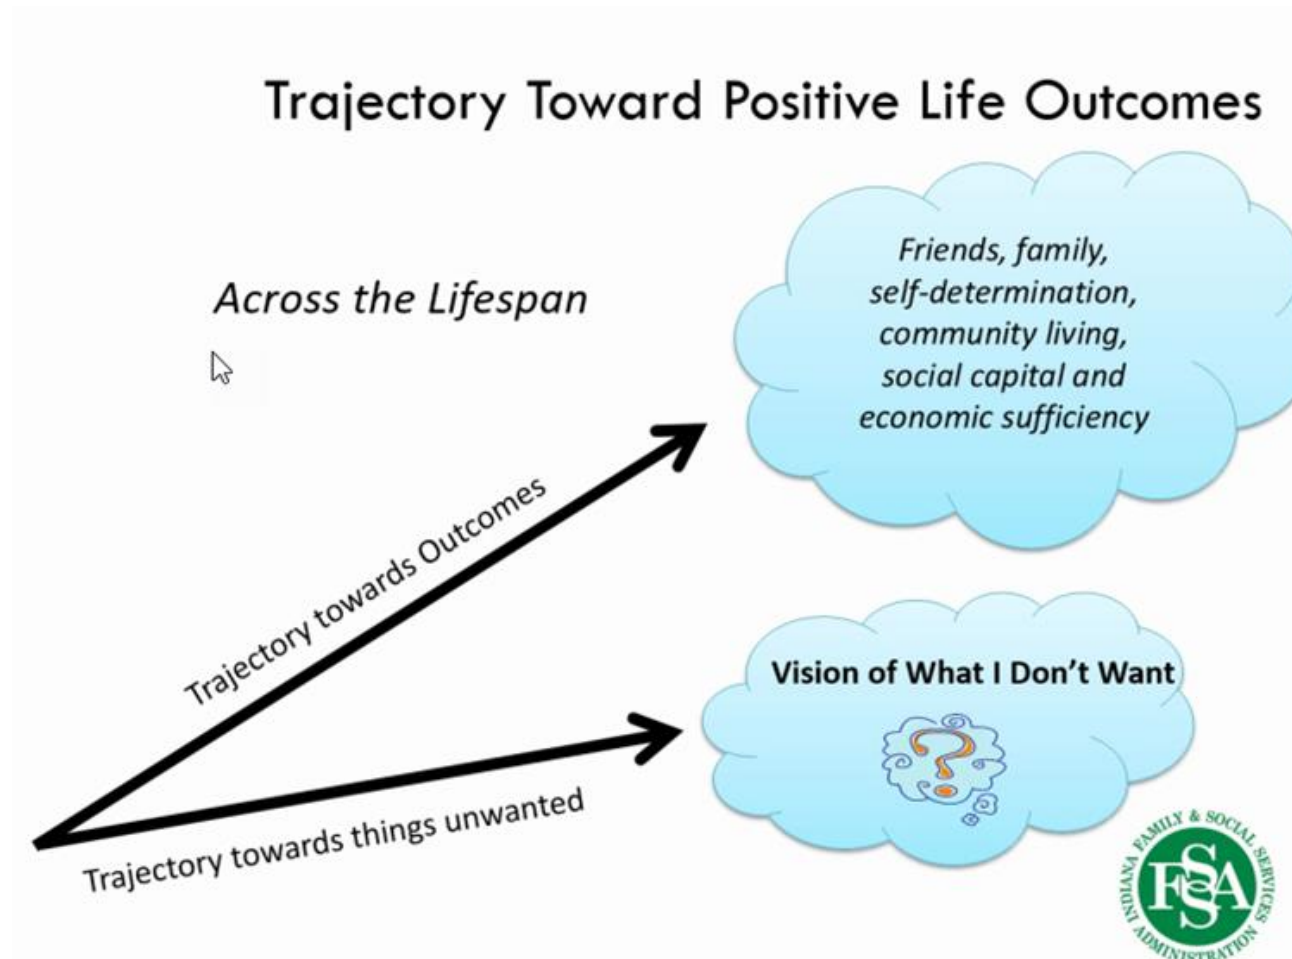 Trajectory Toward Positive Life Outcomes
Across the Lifespan
Friends, family,
self-determination,
community living,
social capital and
economic sufficiency
Trajectory towards Outcomes
Vision of What I Don't Want
?
Trajectory towards things unwanted
INDIANA FAMILY & SOCIAL SERVICES ADMINISTRATION
FSSA